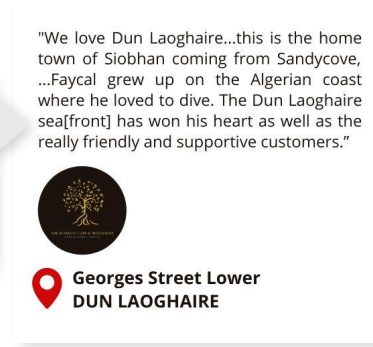 "We love Dun Laoghaire...this is the home
town of Siobhan coming from Sandycove,
...Faycal grew up on the Algerian coast
where he loved to dive. The Dun Laoghaire
sea[front] has won his heart as well as the
really friendly and supportive customers.”
Georges Street Lower
DUN LAOGHAIRE